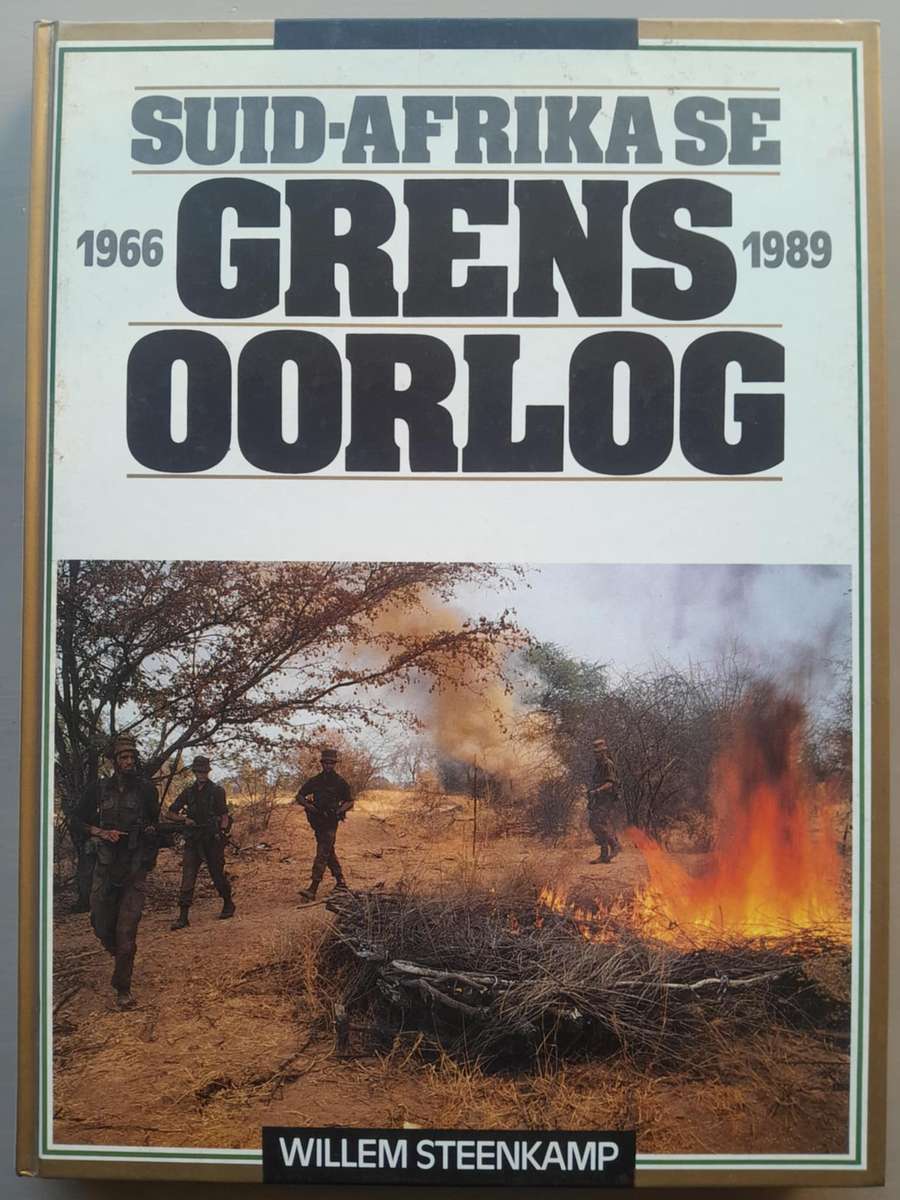 SUID-AFRIKA SE
1966 GRENS 1989
OORLOG
WILLEM STEENKAMP